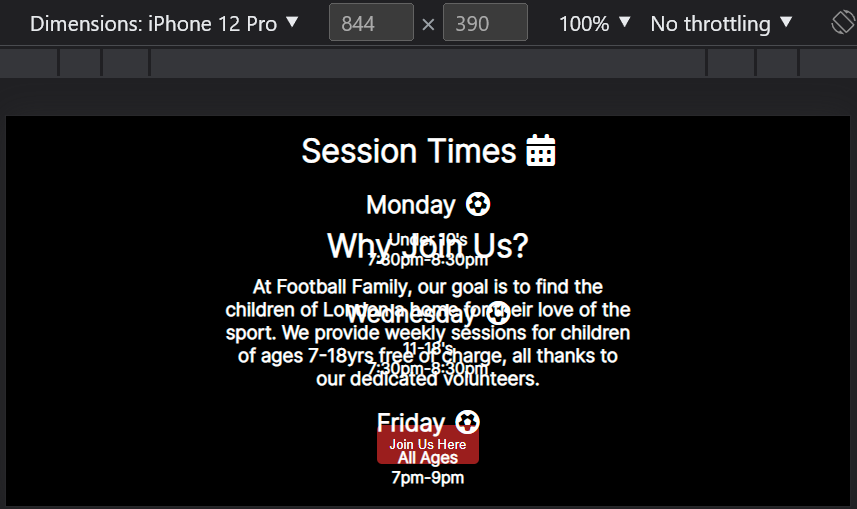 Dimensions: iPhone 12 Pro ▼ 844 × 390 100% ▼ No throttling ▼
Session Times
Monday
Under 10's
Why Join Us?
7:30pm-8:30pm
At Football Family, our goal is to find the
children of London a home for their love of the
Wednesday
sport. We provide weekly sessions for children
11-18's
of ages 7-18yrs free of charge, all thanks to
7:30pm-8:30pm
our dedicated volunteers.
Friday
Join Us Here
All Ages
7pm-9pm